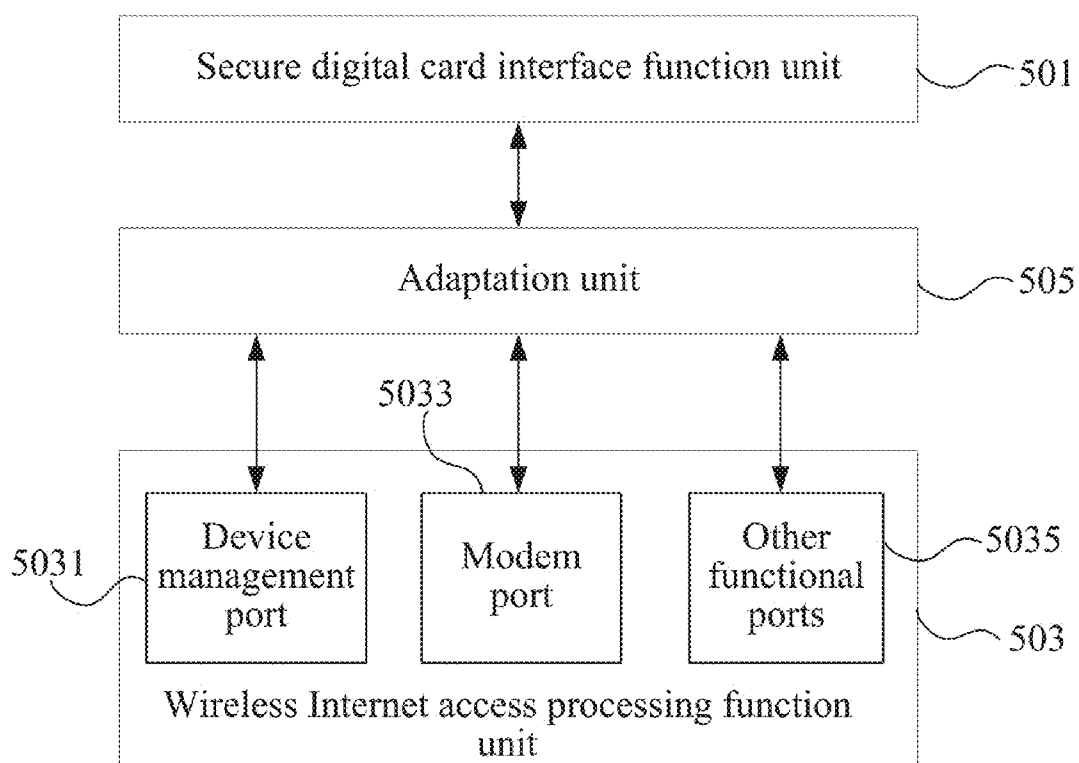 Secure digital card interface function unit
501
Adaptation unit
505
5033
Device
management
port
Modem
port
Other
functional
ports
5031
5035
503
Wireless Internet access processing function
unit